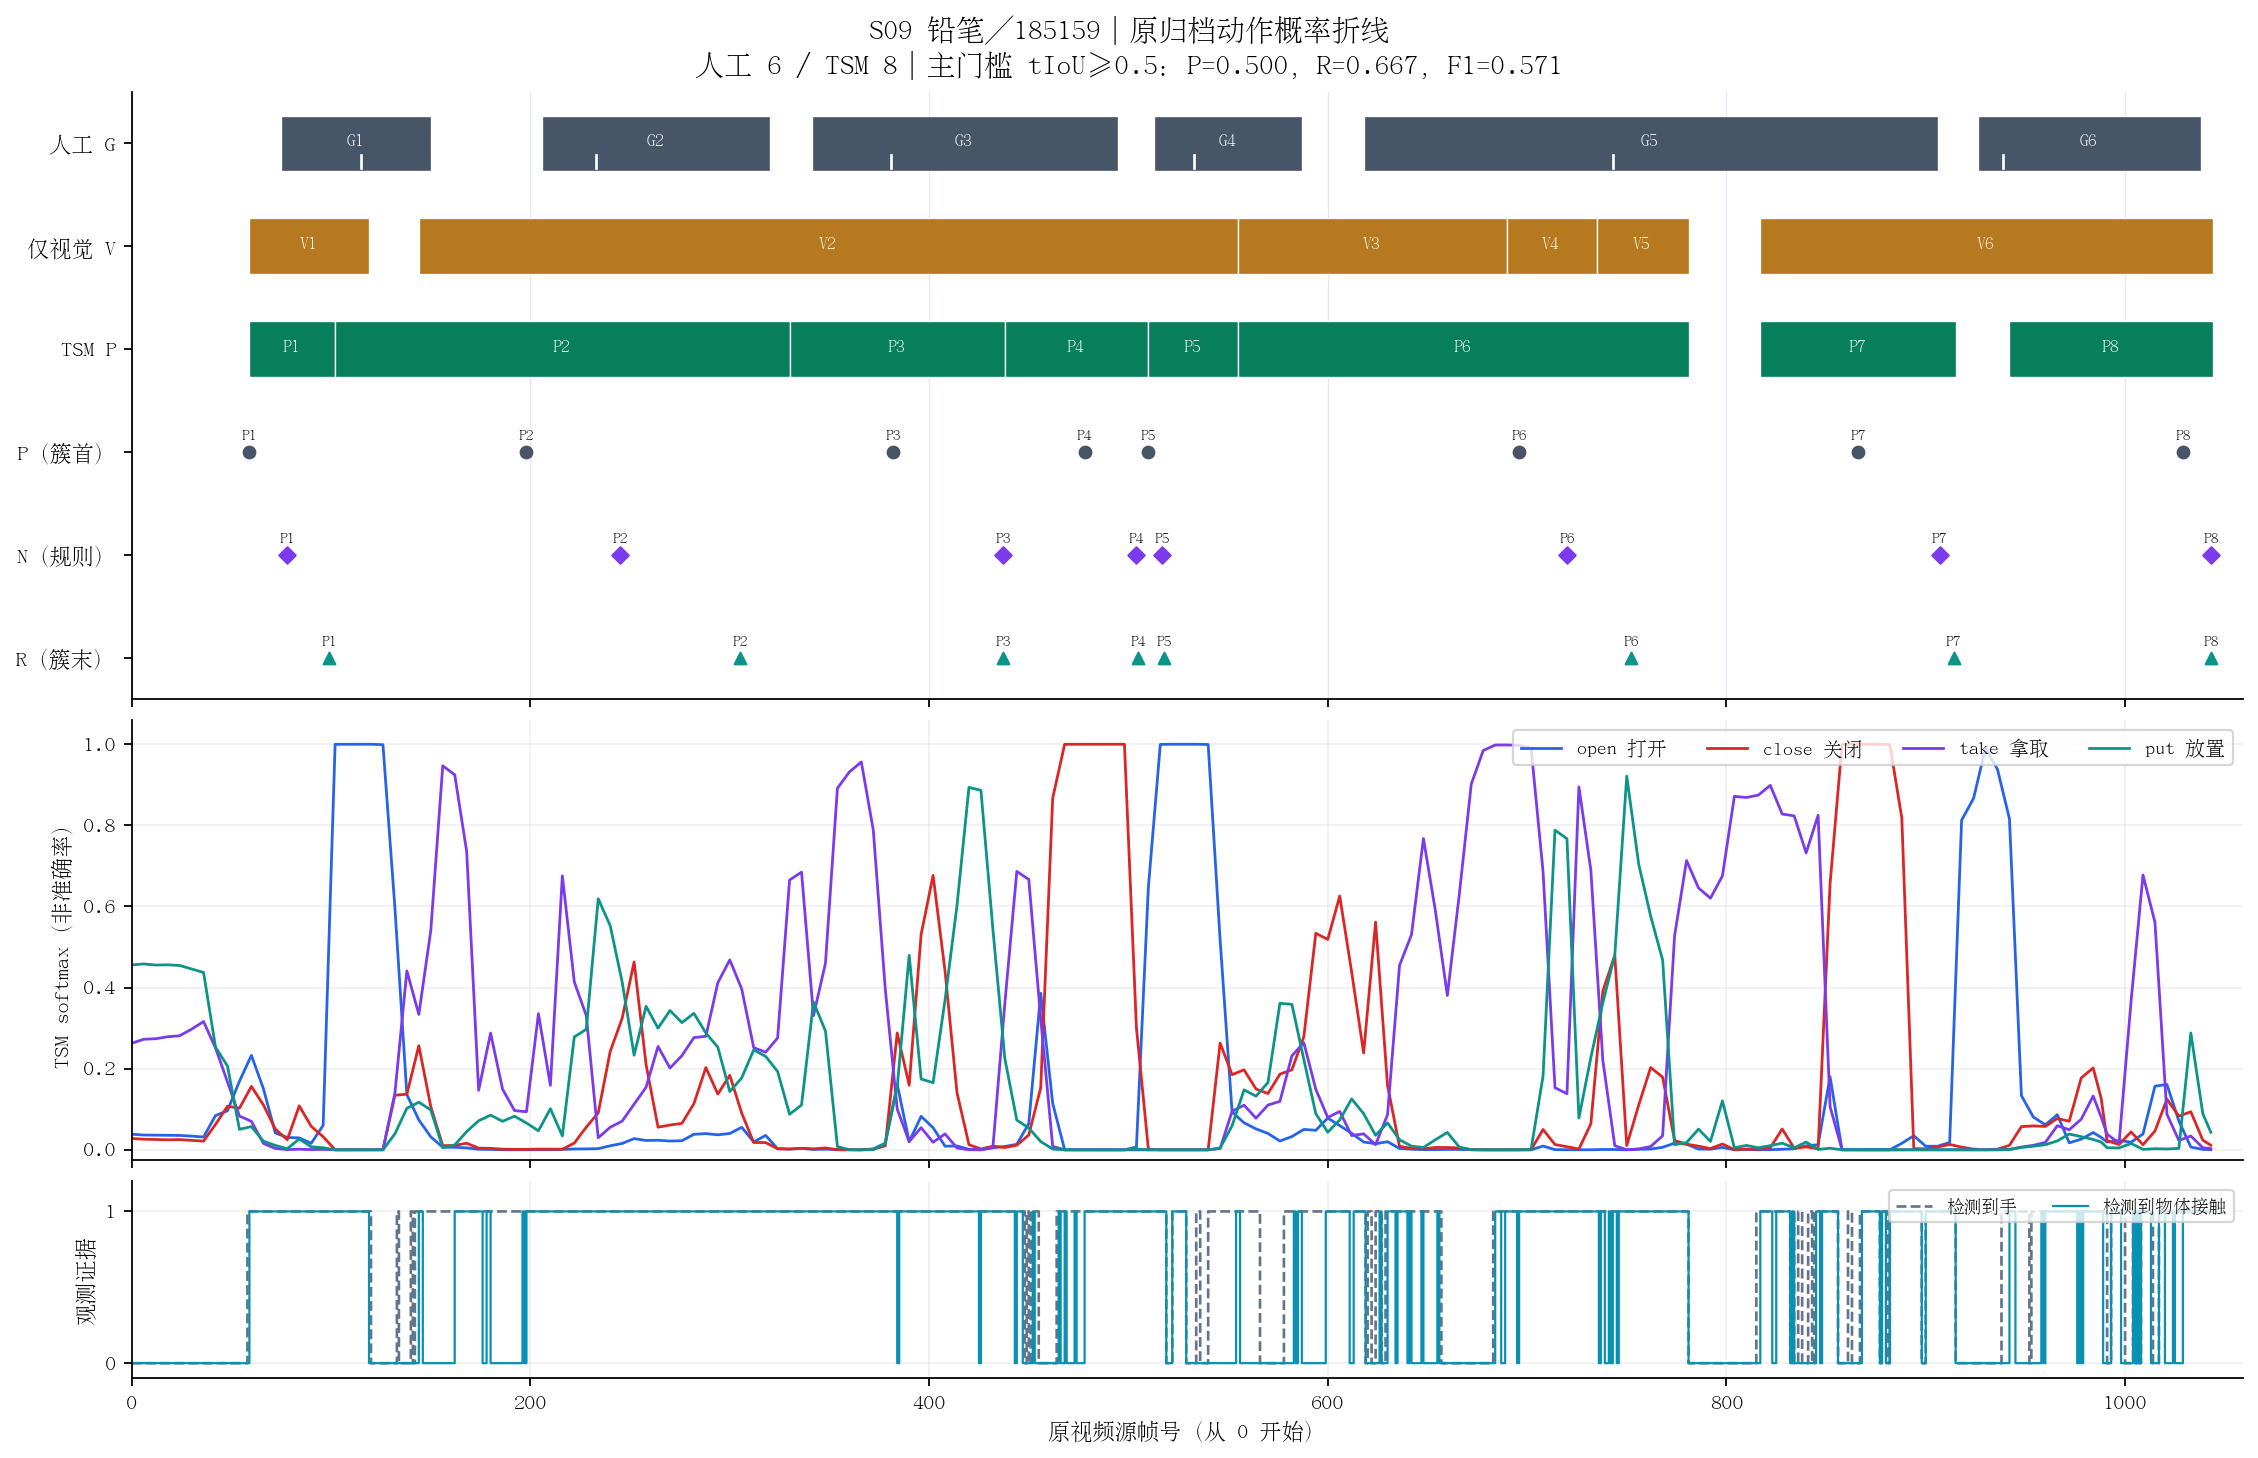 S09 铅笔／185159｜原归档动作概率折线
人工 6 / TSM 8｜主门槛 tIoU≥0.5: P=0.500, R=0.667, F1=0.571
人工 G
G1 G2 G3 G4 G5 G6
仅视觉 V
V1 V2 V3 V4 V5 V6
TSM P
P1 P2 P3 P4 P5 P6 P7 P8
P1 P2 P3 P4 P5 P6 P7 P8
P (簇首)
P1 P2 P3 P4 P5 P6 P7 P8
N (规则)
P1 P2 P3 P4 P5 P6 P7 P8
R (簇末)
TSM softmax (非准确率)
1.0
0.8
0.6
0.4
0.2
0.0
open 打开 close 关闭 take 拿取 put 放置
观测证据
1
0
检测到手 检测到物体接触
0 200 400 600 800 1000
原视频源帧号 (从 0 开始)